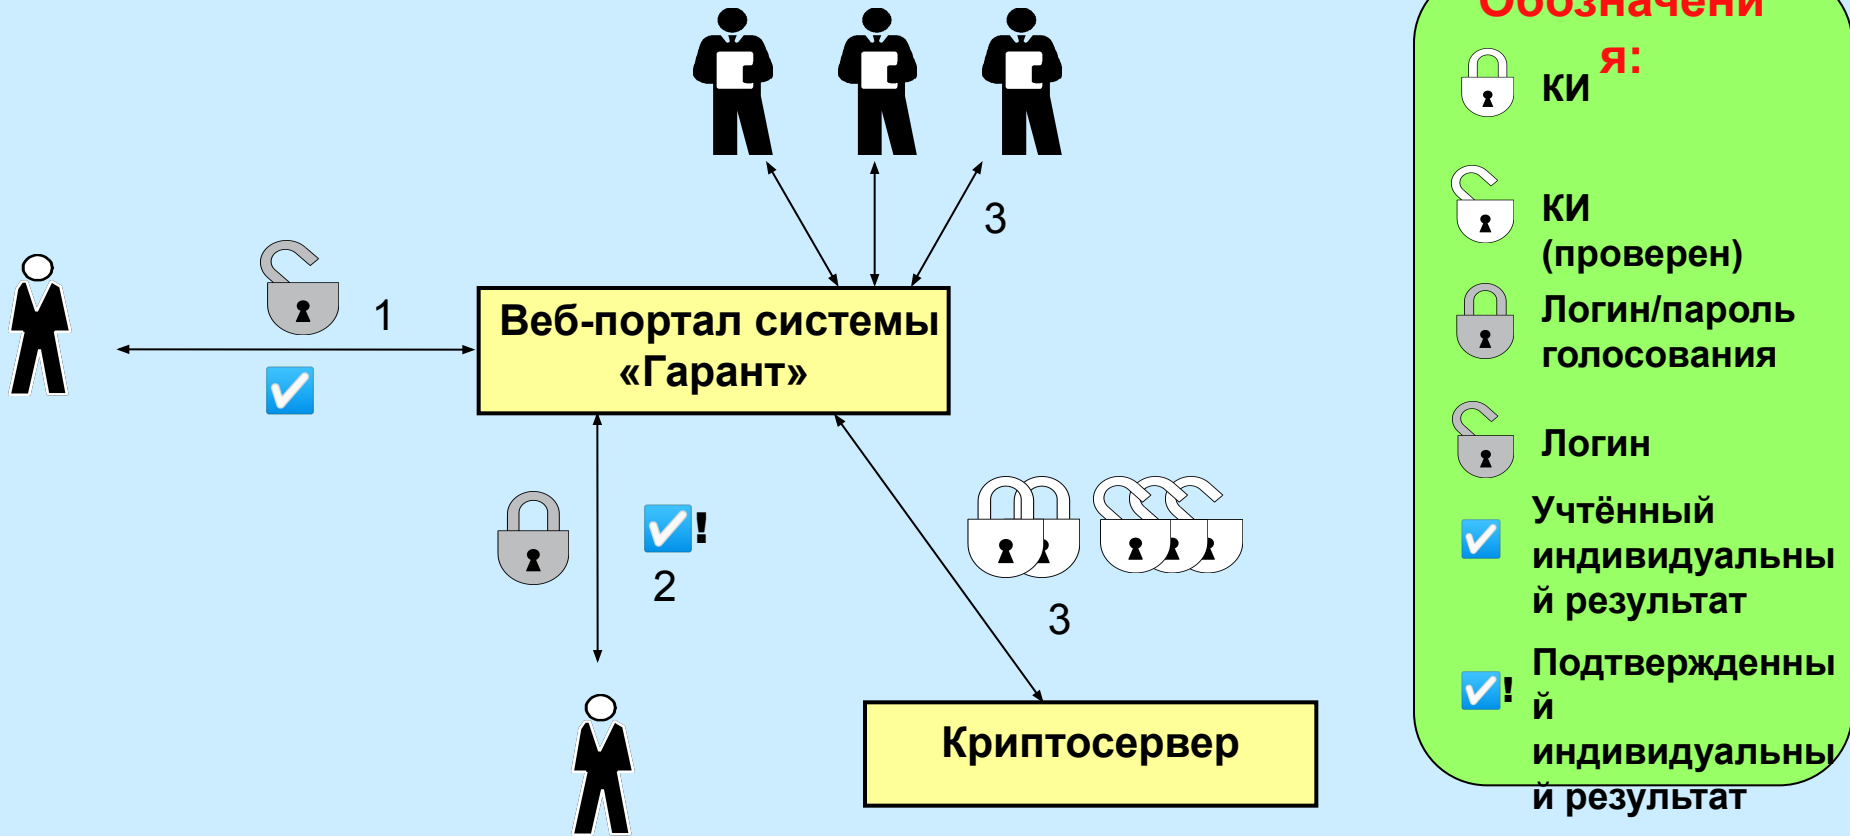 3
1
Веб-портал системы
«Гарант»
2
3
Криптосервер
Обозначени
я:
КИ
КИ
(проверен)
Логин/пароль
голосования
Логин
Учтённый
индивидуальны
й результат
!
Подтвержденны
й
индивидуальны
й результат
!